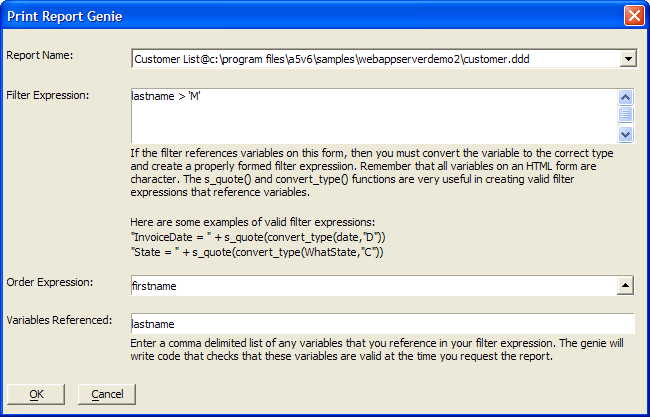 Print Report Genie
Report Name:
Customer List@c:\program files\a5v6\samples\webappserverdemo2\customer.ddd
Filter Expression:
lastname > 'M'
If the filter references variables on this form, then you must convert the variable to the correct type
and create a properly formed filter expresssiion. Remember that all variables on an HTML form are
character. The s_quote() and convert_type() functions are very useful in creating valid filter
expressions that reference variables.
Here are some examples of valid filter expressions:
"InvoiceDate = " + s_quote(convert_type(date,"D"))
"State = " + s_quote(convert_type(WhatState,"C"))
Order Expression:
firstname
Variables Referenced:
lastname
Enter a comma delimited list of any variables that you reference in your filter expression. The genie will
write code that checks that these variables are valid at the time you request the report.
OK
Cancel